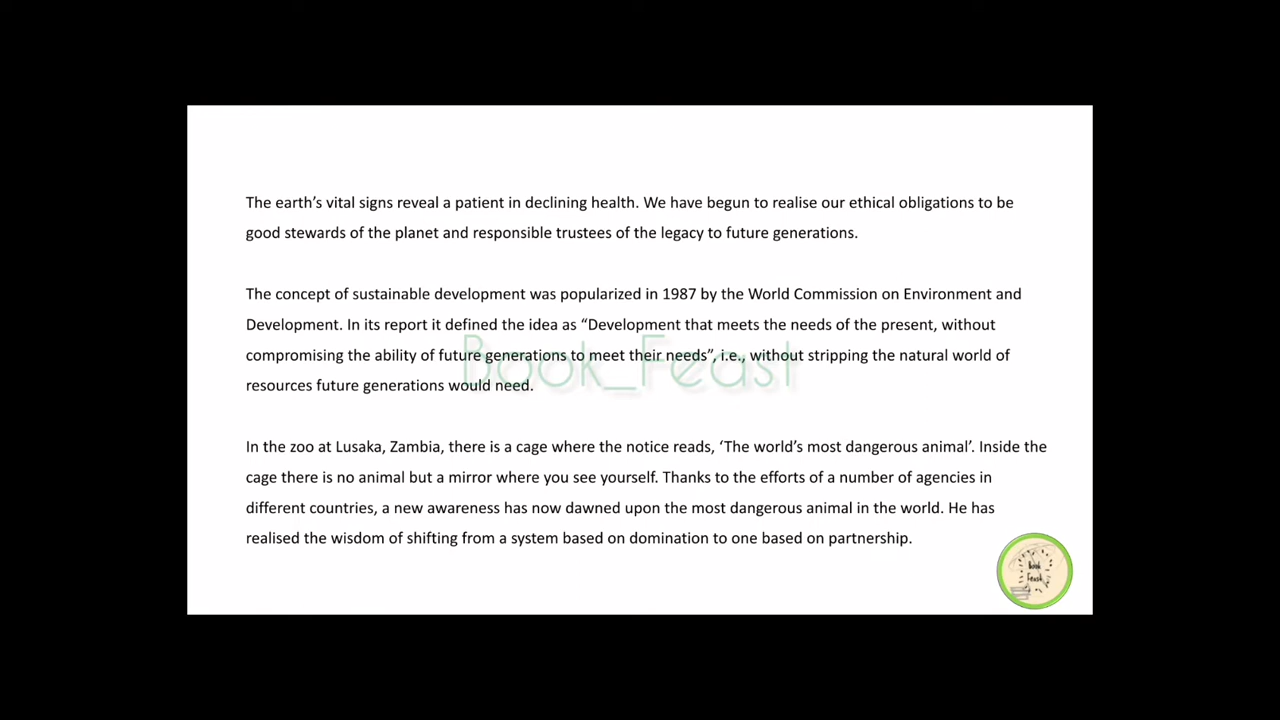 The earth’s vital signs reveal a patient in declining health. We have begun to realise our ethical obligations to be
good stewards of the planet and responsible trustees of the legacy to future generations.
The concept of sustainable development was popularized in 1987 by the World Commission on Environment and
Development. In its report it defined the idea as “Development that meets the needs of the present, without
compromising the ability of future generations to meet their needs”, i.e., without stripping the natural world of
resources future generations would need.
Book_Feast
In the zoo at Lusaka, Zambia, there is a cage where the notice reads, ‘The world’s most dangerous animal’. Inside the
cage there is no animal but a mirror where you see yourself. Thanks to the efforts of a number of agencies in
different countries, a new awareness has now dawned upon the most dangerous animal in the world. He has
realised the wisdom of shifting from a system based on domination to one based on partnership.
Book
Feast